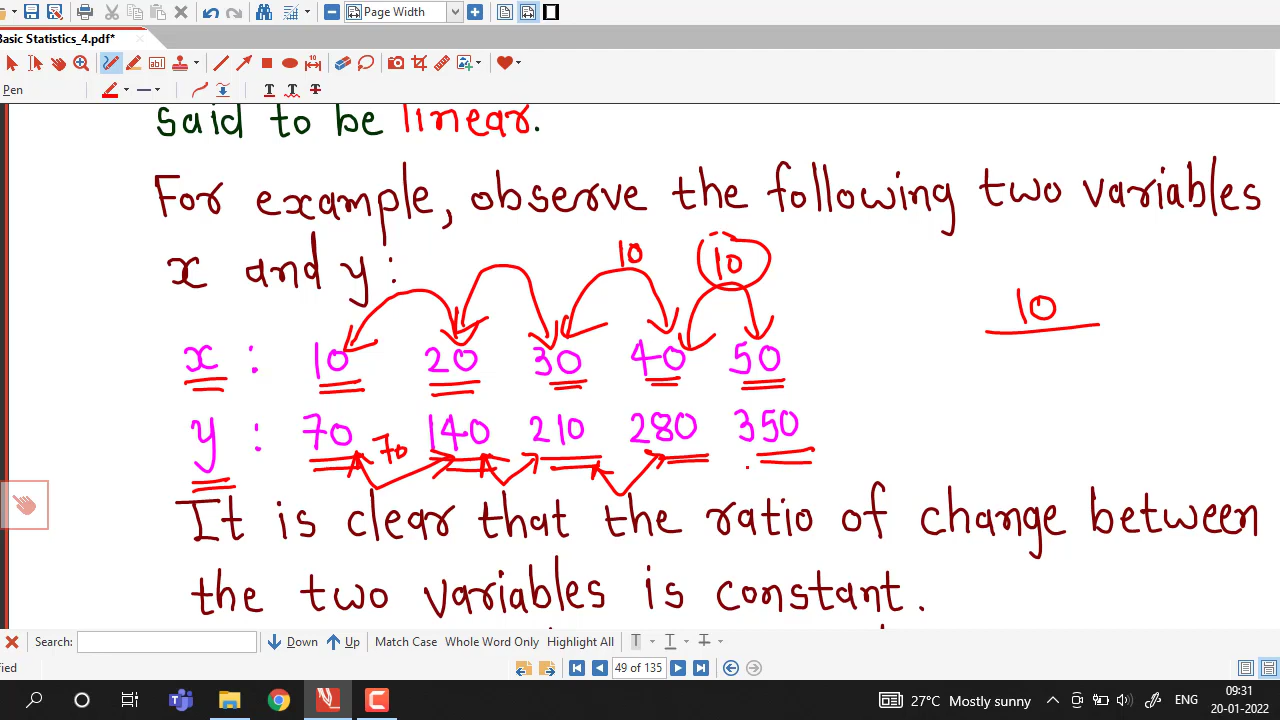 Page Width
Basic Statistics_4.pdf*
10
Pen
said to be linear.
For example, observe the following two variables
x and y:
10 10
10
x : 10 20 30 40 50
y : 70 140 210 280 350
70
It is clear that the ratio of change between
the two variables is constant.
Search: Down Up Match Case Whole Word Only Highlight All T T T
fied 49 of 135
27°C Mostly sunny ENG 09:31
20-01-2022